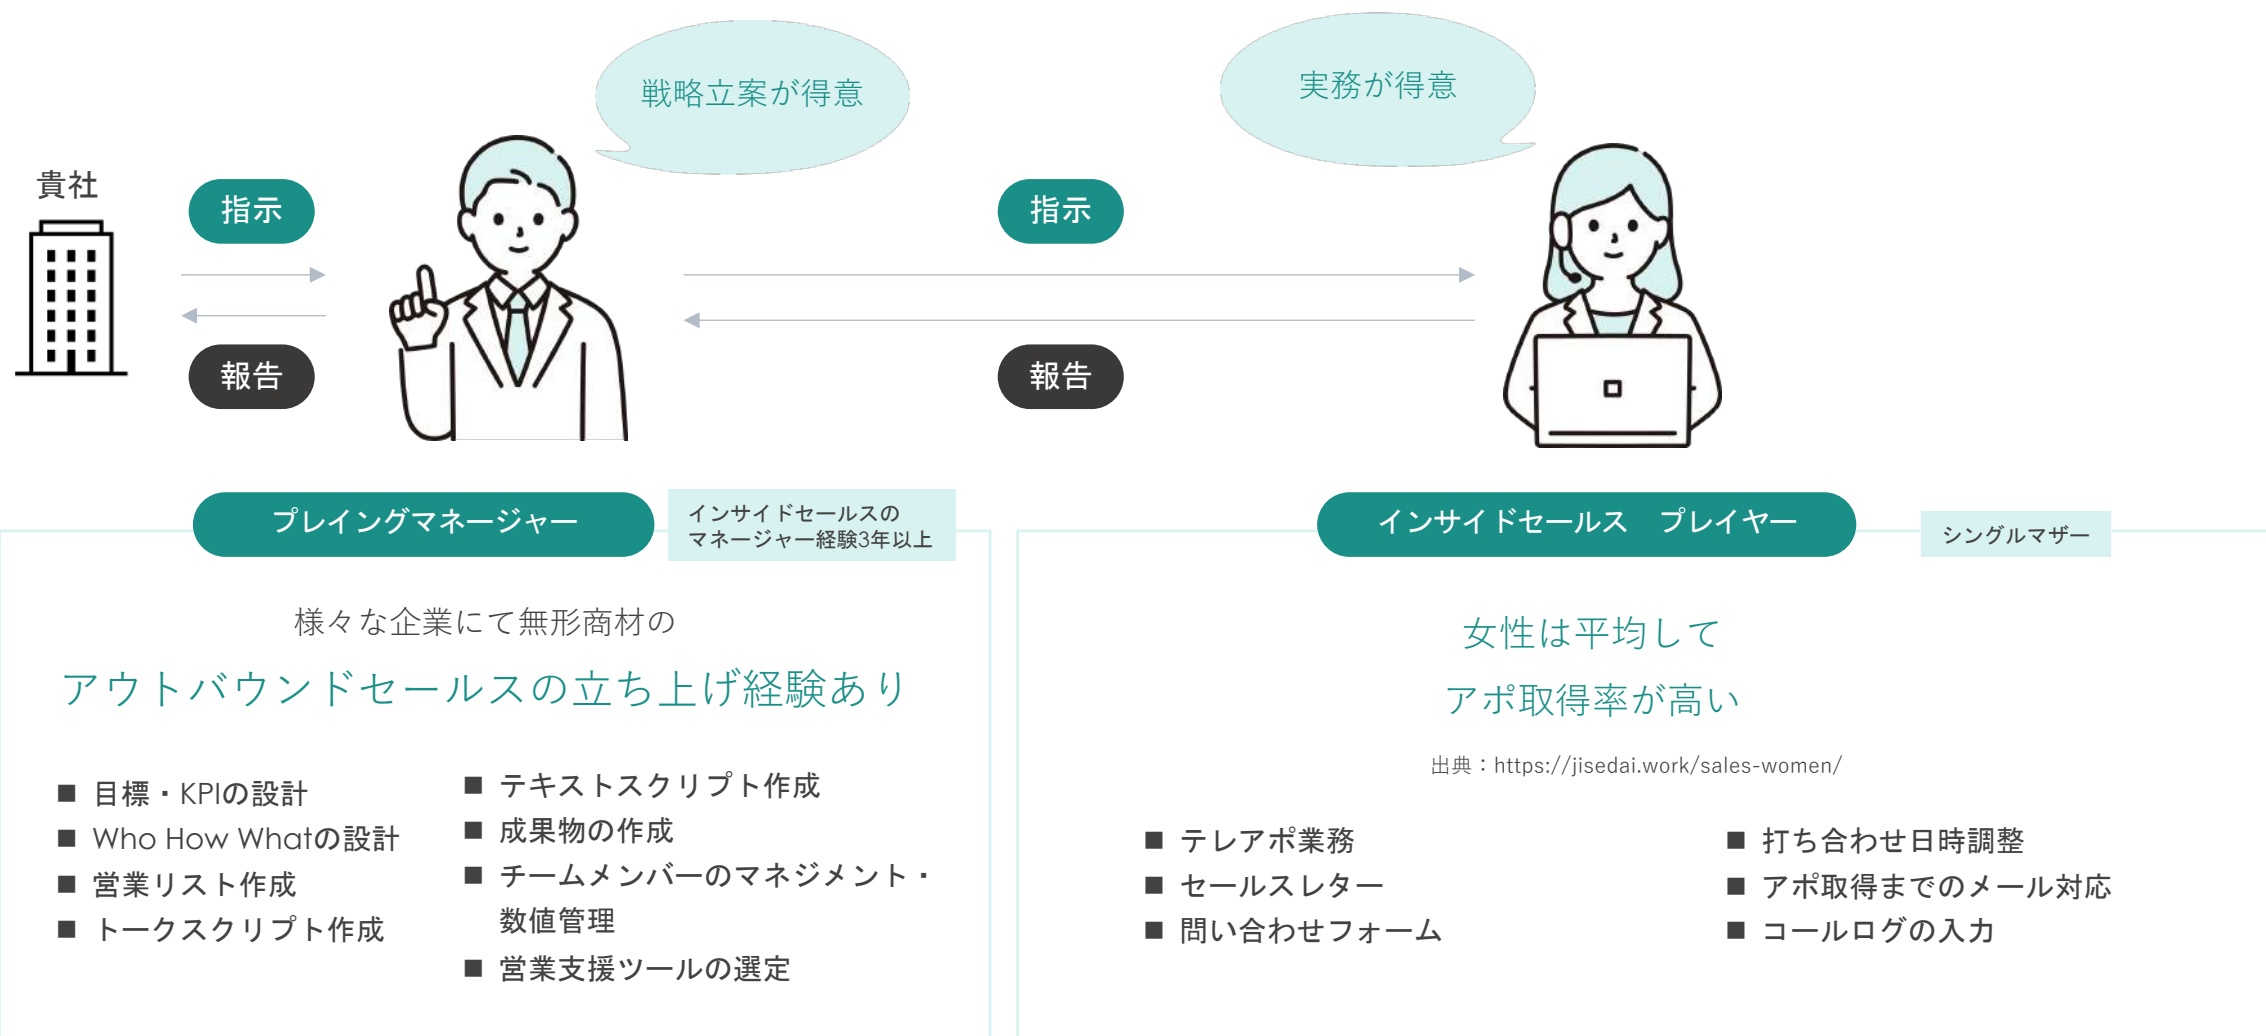 戦略立案が得意
実務が得意
貴社
指示
指示
報告
報告
プレイングマネージャー
インサイドセールスの
マネージャー経験3年以上
様々な企業にて無形商材の
アウトバウンドセールスの立ち上げ経験あり
■ 目標・KPIの設計
■ Who How Whatの設計
■ 営業リスト作成
■ トークスクリプト作成
■ テキストスクリプト作成
■ 成果物の作成
■ チームメンバーのマネジメント・
数値管理
■ 営業支援ツールの選定
インサイドセールス　プレイヤー
シングルマザー
女性は平均して
アポ取得率が高い
出典：https://jisedai.work/sales-women/
■ テレアポ業務
■ セールスレター
■ 問い合わせフォーム
■ 打ち合わせ日時調整
■ アポ取得までのメール対応
■ コールログの入力